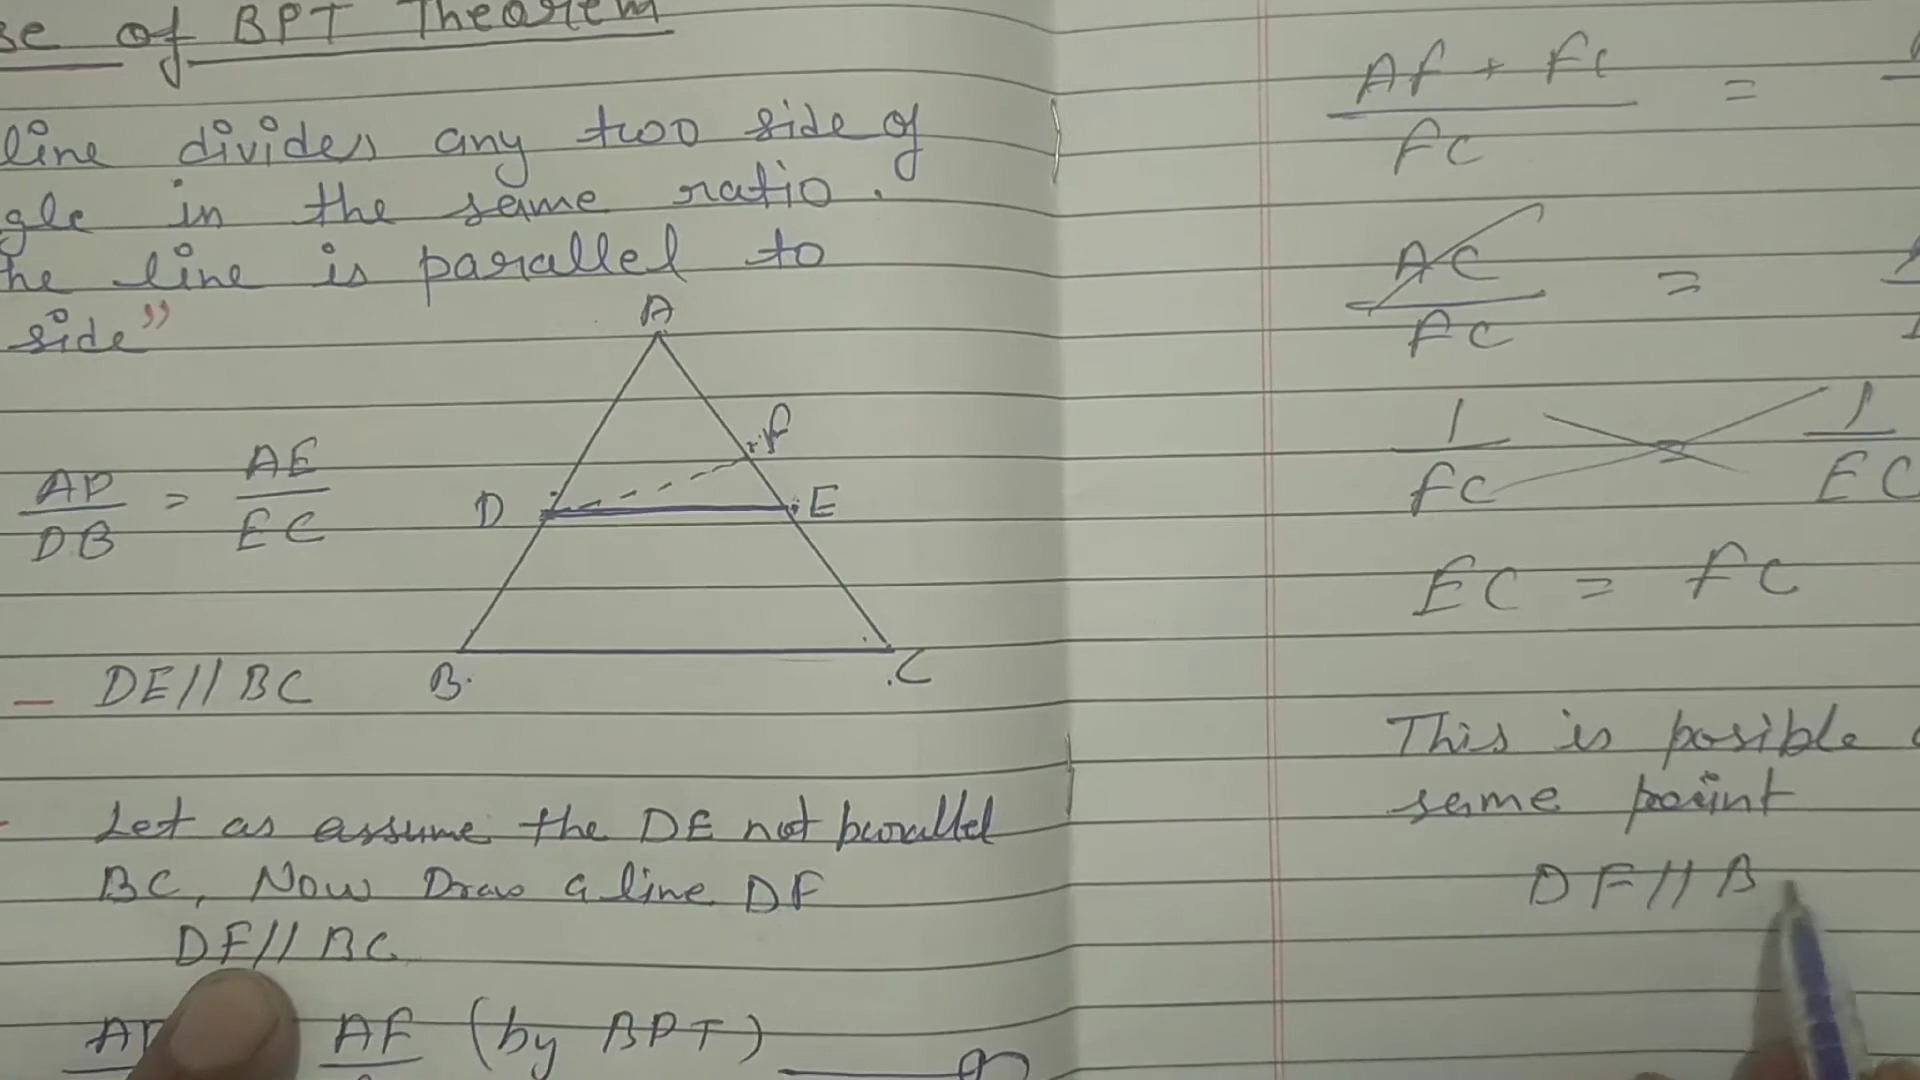 of BPT Theorem
line divides any two side of
gle in the same ratio.
he line is parallel to
side"
A
F
D
E
B.
.C
AD/DB = AE/EC
— DE//BC
Let as assume the DE not parallel
BC, Now Draw a line DF
DF//BC
AF (by BPT)
AF + FC / FC =
AC / FC =
1/FC = 1/EC
EC = FC
This is posible
same point
DF//B